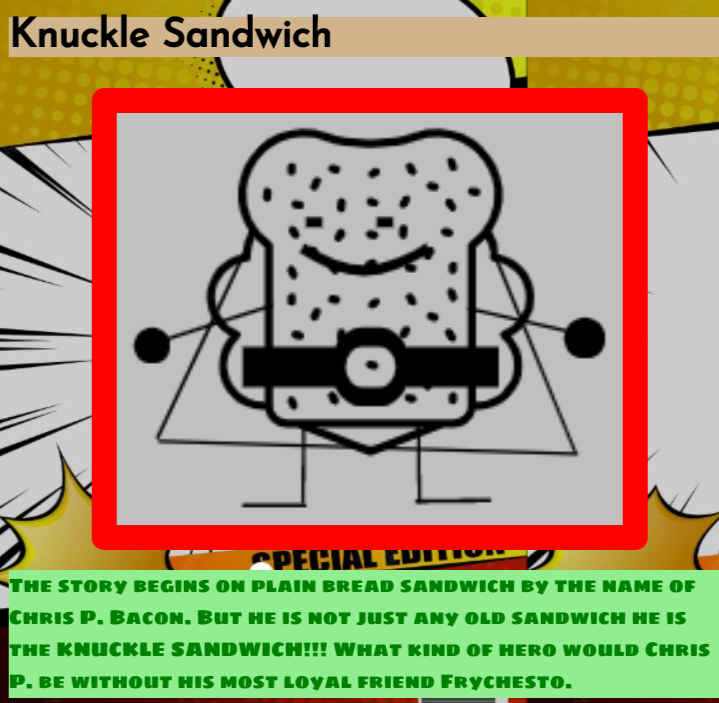 Knuckle Sandwich
SPECIAL EDITION
The story begins on plain bread sandwich by the name of
Chris P. Bacon. But he is not just any old sandwich he is
the KNUCKLE SANDWICH!!! What kind of hero would Chris
P. be without his most loyal friend Frychesto.